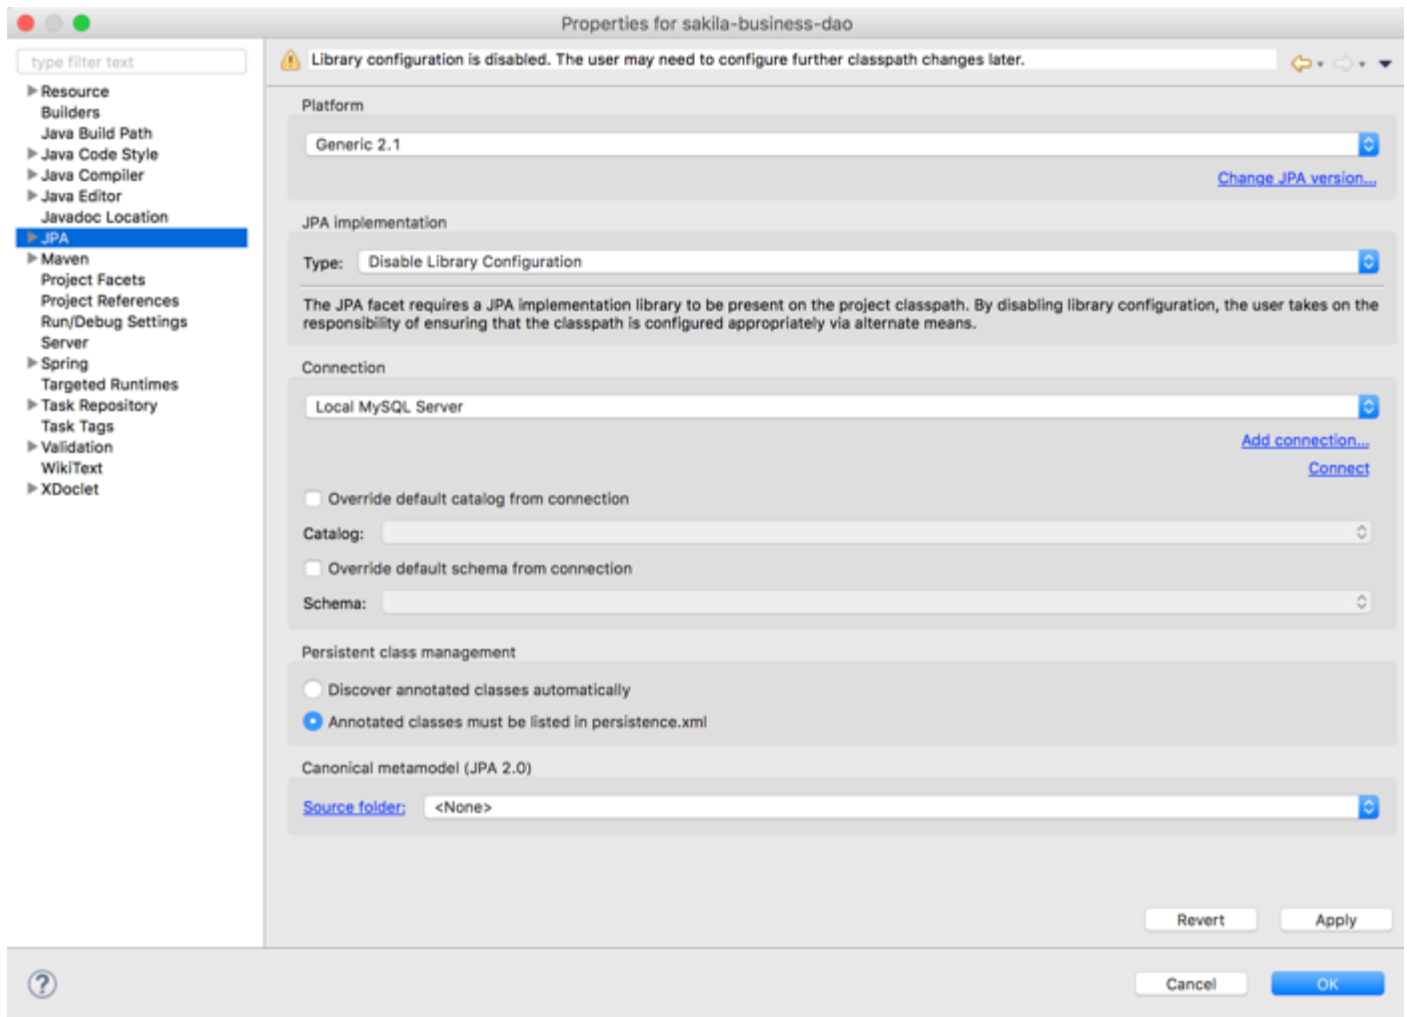 Properties for sakila-business-dao
type filter text
Resource
Builders
Java Build Path
Java Code Style
Java Compiler
Java Editor
Javadoc Location
JPA
Maven
Project Facets
Project References
Run/Debug Settings
Server
Spring
Targeted Runtimes
Task Repository
Task Tags
Validation
WikiText
XDoclet
Library configuration is disabled. The user may need to configure further classpath changes later.
Platform
Generic 2.1
Change JPA version...
JPA implementation
Type: Disable Library Configuration
The JPA facet requires a JPA implementation library to be present on the project classpath. By disabling library configuration, the user takes on the
responsibility of ensuring that the classpath is configured appropriately via alternate means.
Connection
Local MySQL Server
Add connection...
Connect
Override default catalog from connection
Catalog:
Override default schema from connection
Schema:
Persistent class management
Discover annotated classes automatically
Annotated classes must be listed in persistence.xml
Canonical metamodel (JPA 2.0)
Source folder: <None>
Revert Apply
? Cancel OK